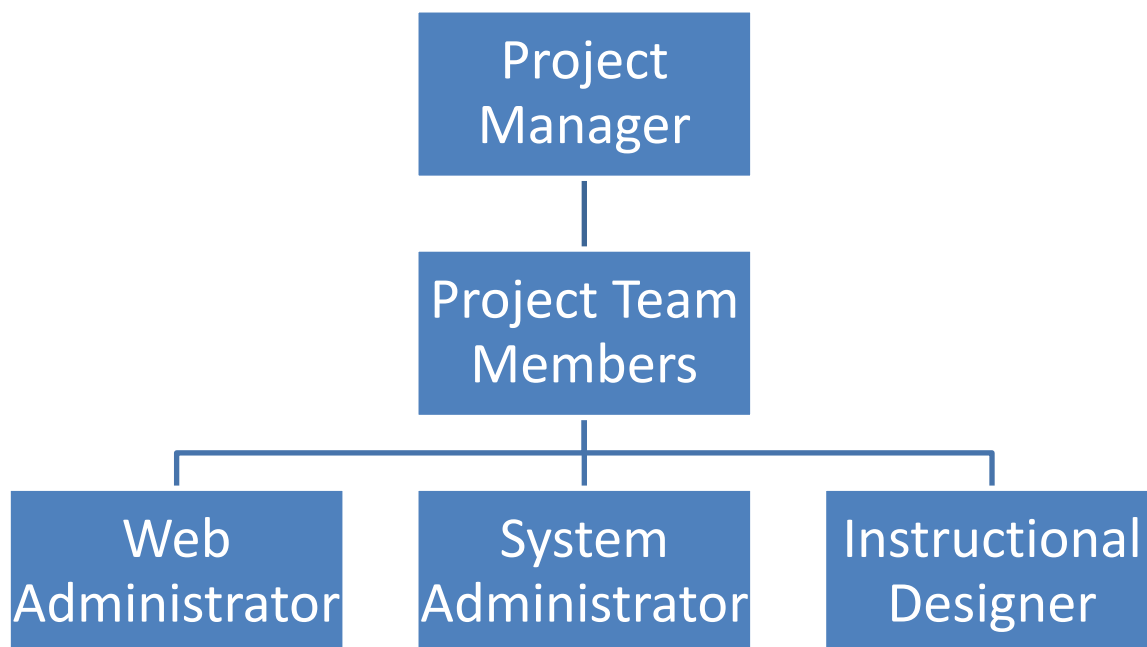 Project
Manager
Project Team
Members
Web
Administrator
System
Administrator
Instructional
Designer